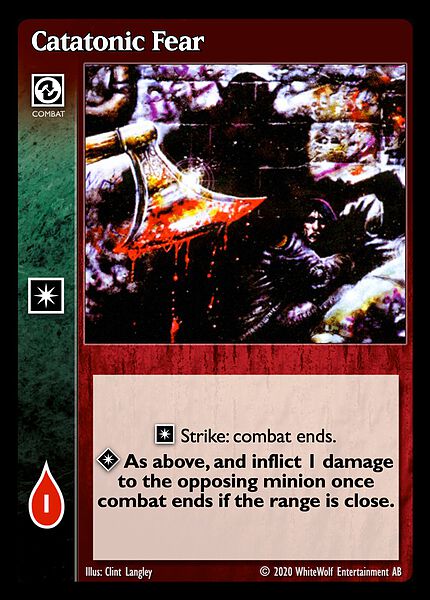 Catatonic Fear
COMBAT
Strike: combat ends.
As above, and inflict 1 damage
to the opposing minion once
combat ends if the range is close.
1
Illus: Clint Langley
© 2020 WhiteWolf Entertainment AB